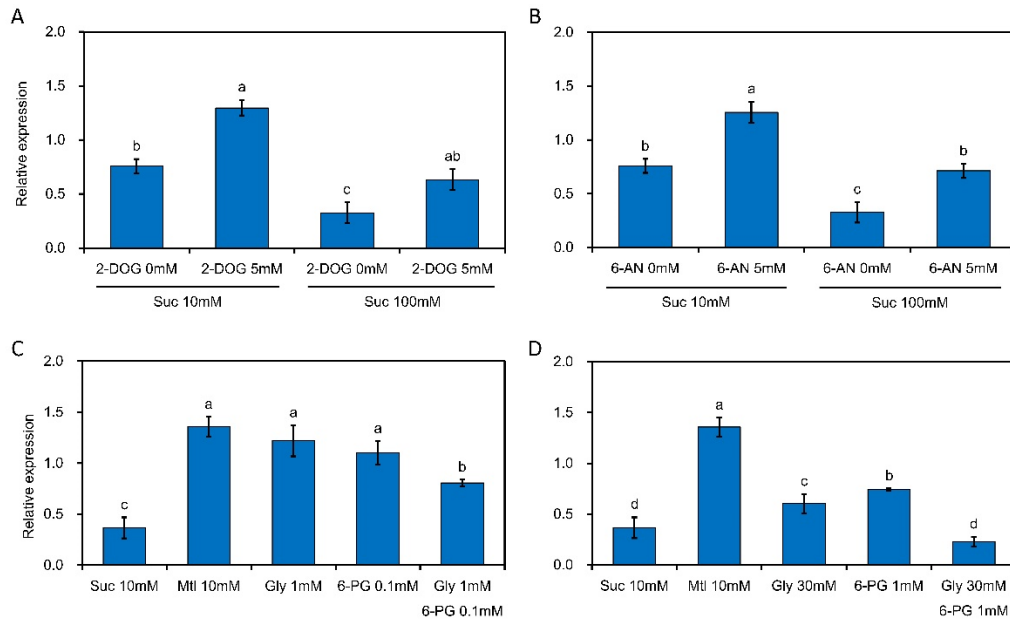 A
Relative expression
2.0
1.5
1.0
0.5
0.0
b
a
c
ab
2-DOG 0mM 2-DOG 5mM 2-DOG 0mM 2-DOG 5mM
Suc 10mM Suc 100mM
B
2.0
1.5
1.0
0.5
0.0
b
a
c
b
6-AN 0mM 6-AN 5mM 6-AN 0mM 6-AN 5mM
Suc 10mM Suc 100mM
C
Relative expression
2.0
1.5
1.0
0.5
0.0
c
a
a
a
b
Suc 10mM Mtl 10mM Gly 1mM 6-PG 0.1mM Gly 1mM
6-PG 0.1mM
D
2.0
1.5
1.0
0.5
0.0
d
a
c
b
d
Suc 10mM Mtl 10mM Gly 30mM 6-PG 1mM Gly 30mM
6-PG 1mM